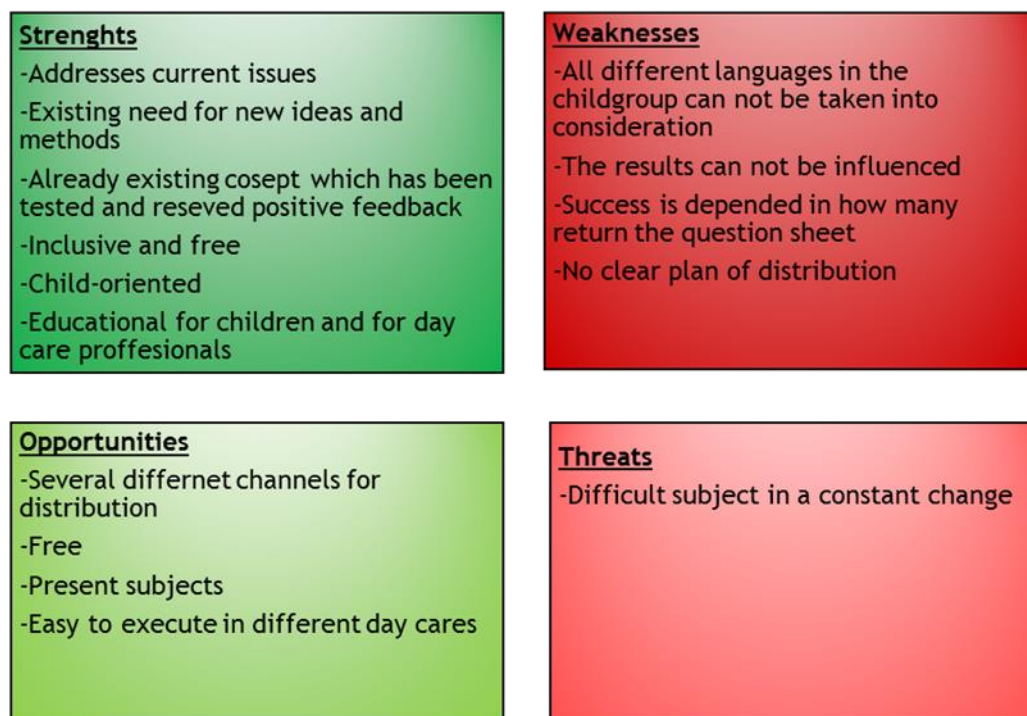 Strenghts
-Addresses current issues
-Existing need for new ideas and
methods
-Already existing cosept which has been
tested and reseved positive feedback
-Inclusive and free
-Child-oriented
-Educational for children and for day
care proffesionals
Weaknesses
-All different languages in the
childgroup can not be taken into
consideration
-The results can not be influenced
-Success is depended in how many
return the question sheet
-No clear plan of distribution
Opportunities
-Several differnet channels for
distribution
-Free
-Present subjects
-Easy to execute in different day cares
Threats
-Difficult subject in a constant change